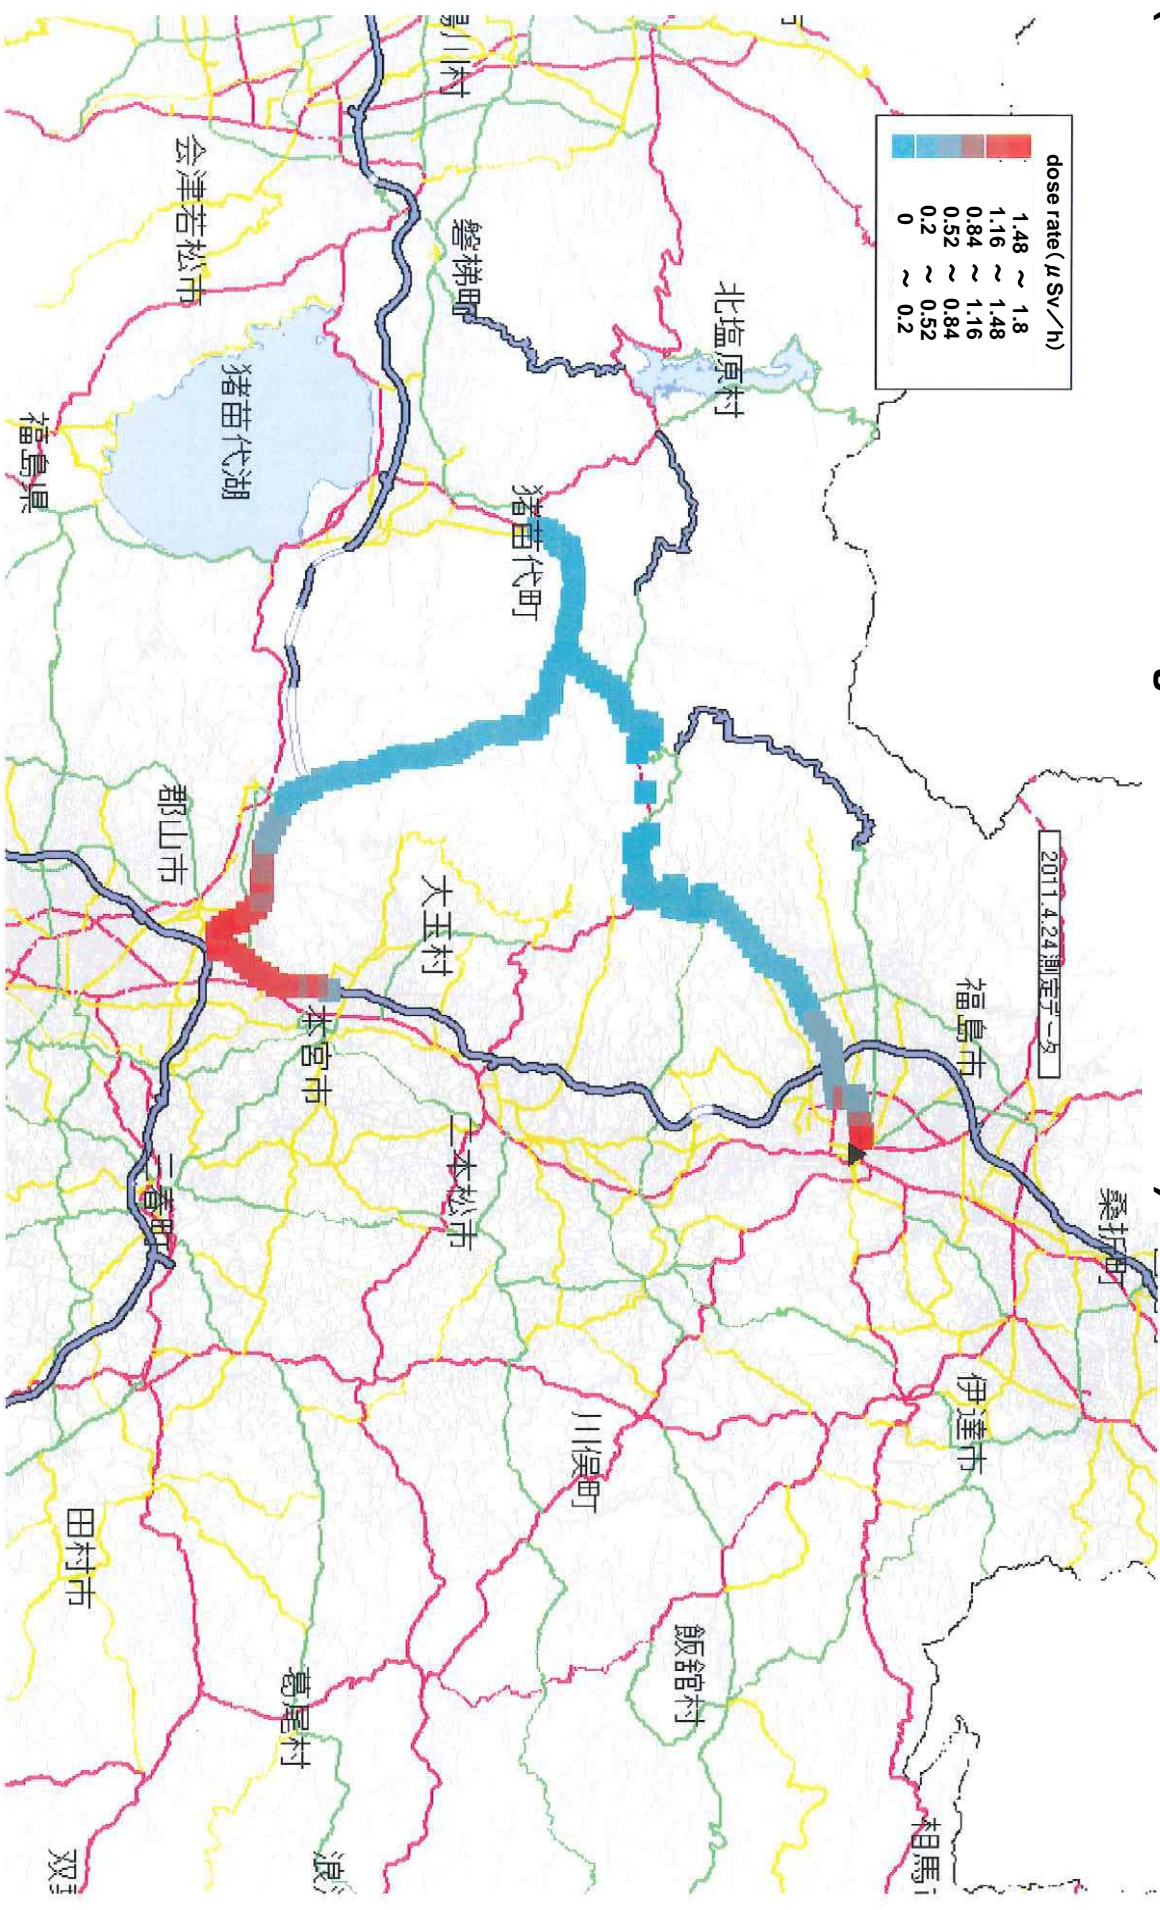 dose rate(μSv/h)
1.48 ~ 1.8
1.16 ~ 1.48
0.84 ~ 1.16
0.52 ~ 0.84
0.2 ~ 0.52
0 ~ 0.2
2011.4.24測定データ
桑折町
福島市
伊達市
北塩原村
飯舘村
川俣町
猪苗代町
磐梯町
湯川村
大玉村
二本松市
本宮市
葛尾村
猪苗代湖
会津若松市
郡山市
三春町
田村市
福島県
相馬